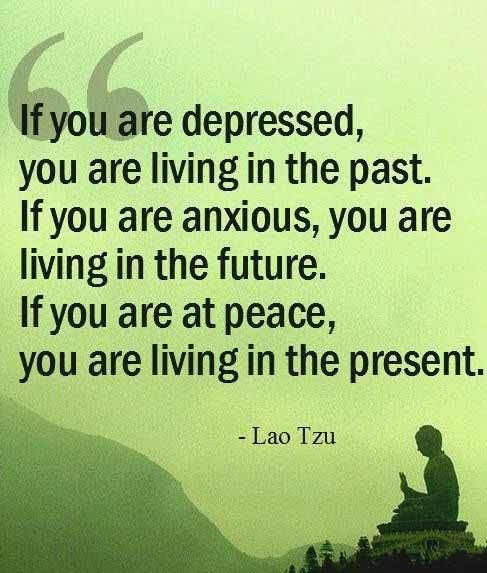 “
If you are depressed,
you are living in the past.
If you are anxious, you are
living in the future.
If you are at peace,
you are living in the present.
- Lao Tzu